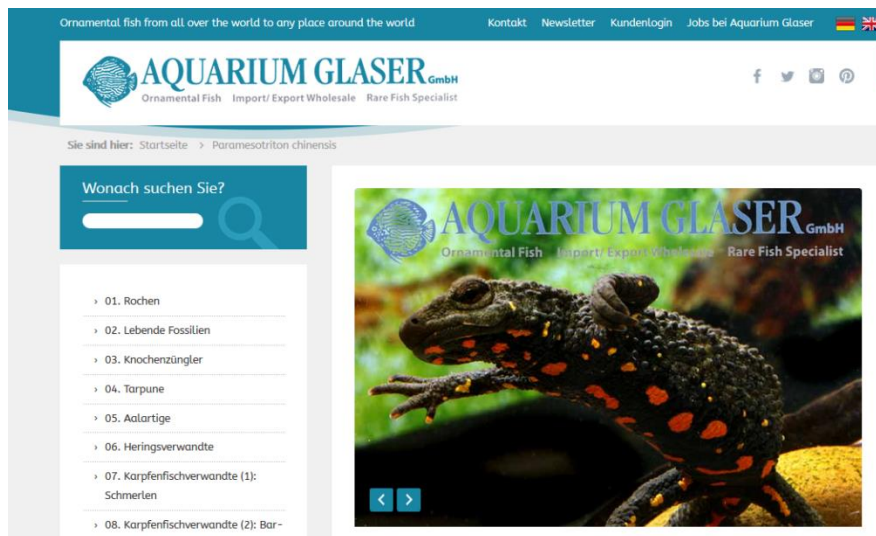 Ornamental fish from all over the world to any place around the world
Kontakt Newsletter Kundenlogin Jobs bei Aquarium Glaser
AQUARIUM GLASER GmbH
Ornamental Fish Import/Export Wholesale Rare Fish Specialist
Sie sind hier: Startseite > Paramesotriton chinensis
Wonach suchen Sie?
› 01. Rochen
› 02. Lebende Fossilien
› 03. Knochenzüngler
› 04. Tarpune
› 05. Aalartige
› 06. Heringsverwandte
› 07. Karpfenfischverwandte (1):
Schmerlen
› 08. Karpfenfischverwandte (2): Bar-
AQUARIUM GLASER GmbH
Ornamental Fish Import/Export Wholesale Rare Fish Specialist